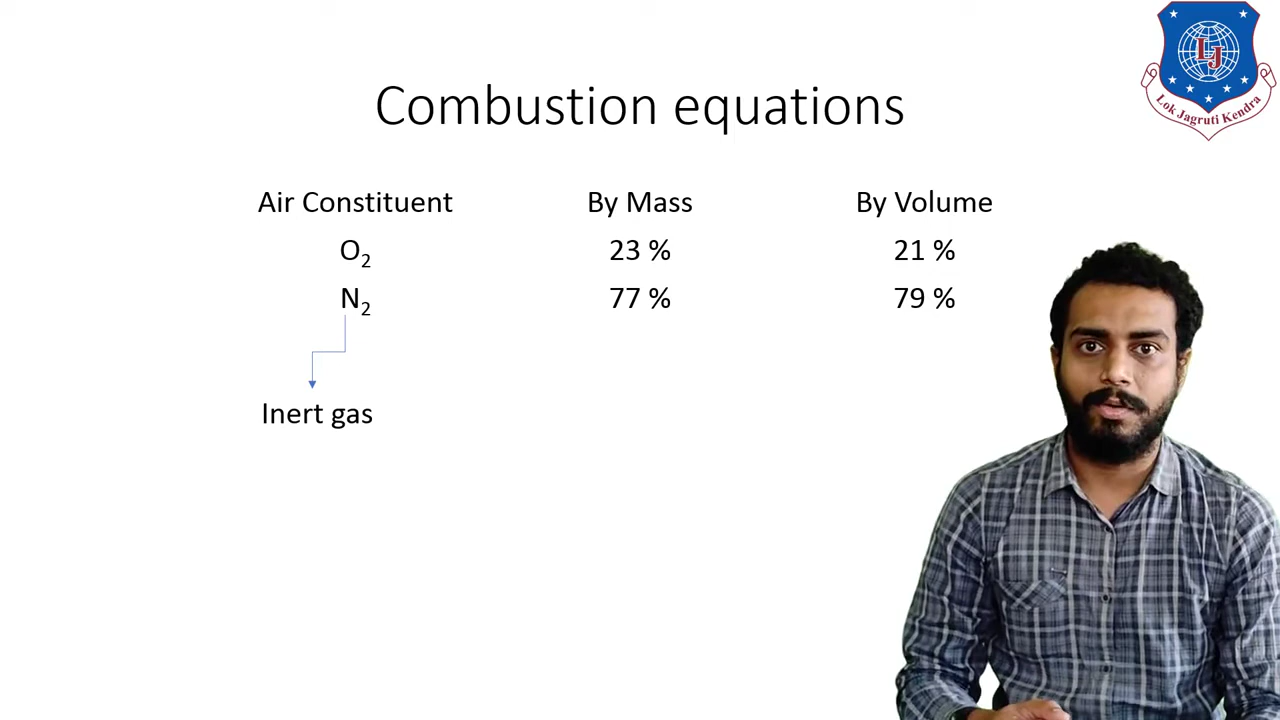 LJ
Lok Jagruti Kendra
Combustion equations
Air Constituent By Mass By Volume
O₂ 23 % 21 %
N₂ 77 % 79 %
Inert gas